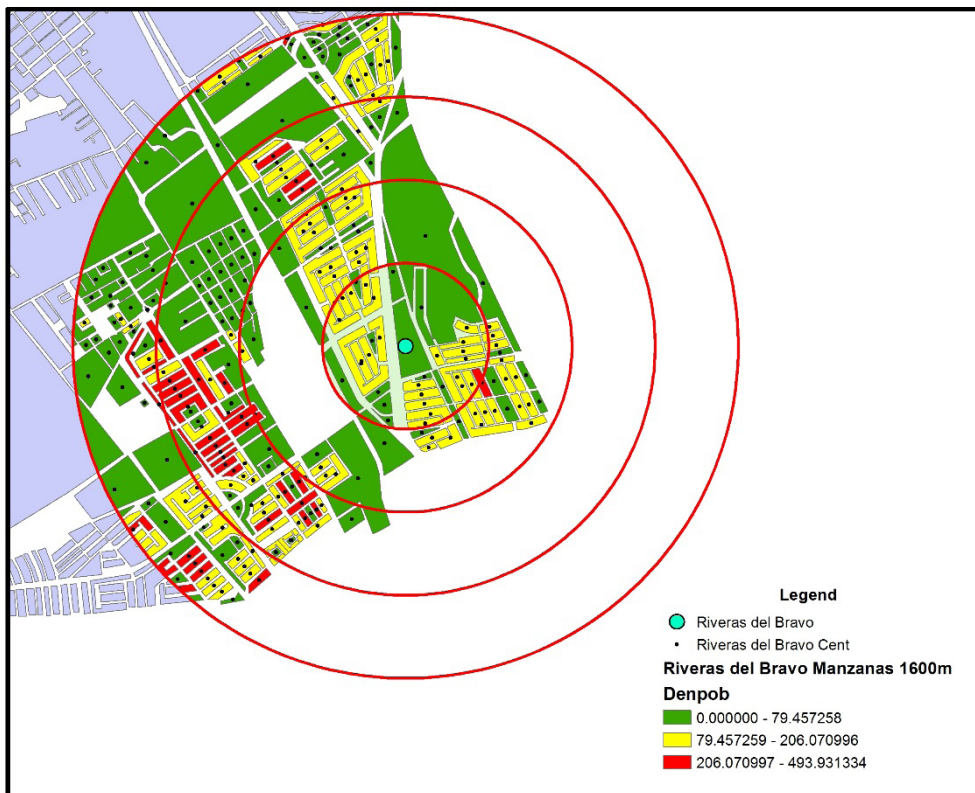 Legend
Riveras del Bravo
Riveras del Bravo Cent
Riveras del Bravo Manzanas 1600m
Denpob
0.000000 - 79.457258
79.457259 - 206.070996
206.070997 - 493.931334